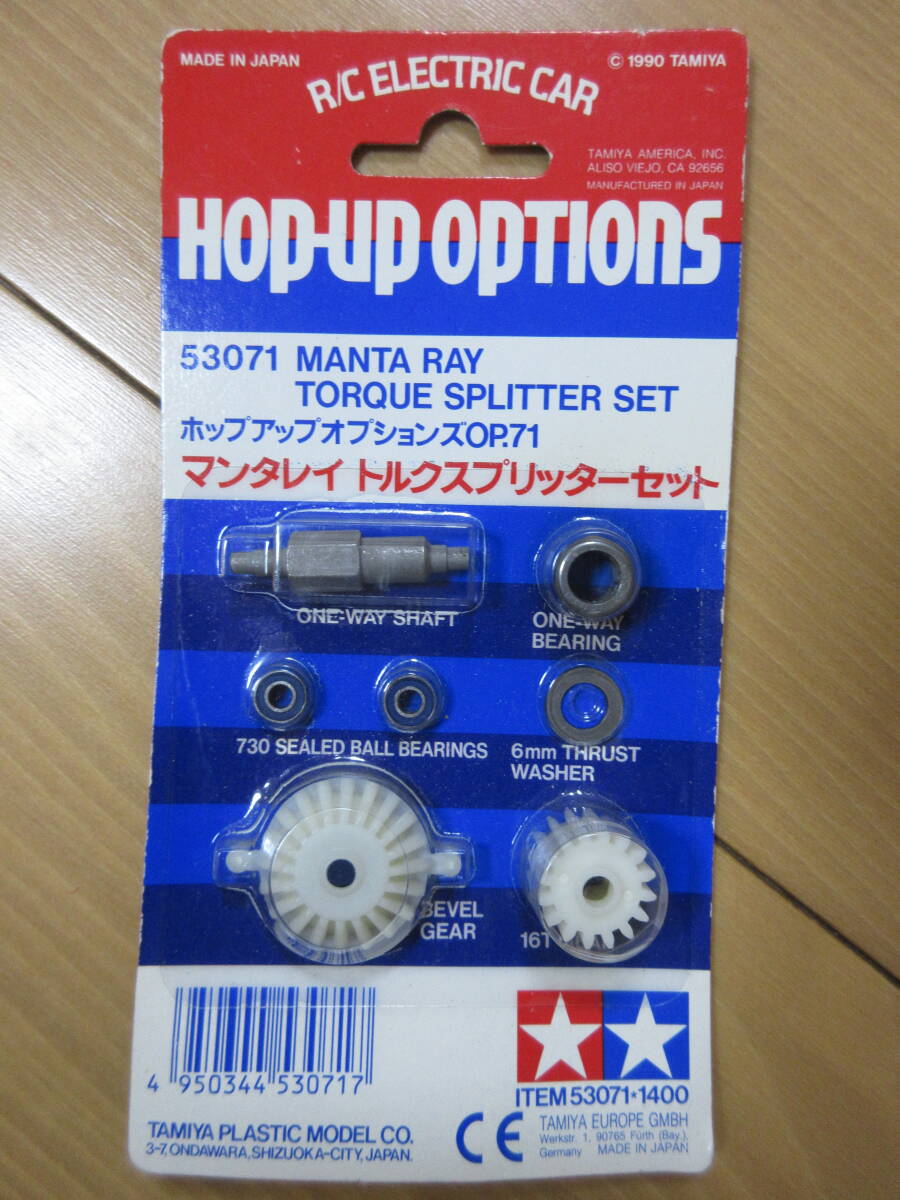 MADE IN JAPAN
© 1990 TAMIYA
R/C ELECTRIC CAR
TAMIYA AMERICA, INC.
ALISO VIEJO, CA 92656
MANUFACTURED IN JAPAN
HOP-UP OPTIONS
53071 MANTA RAY
TORQUE SPLITTER SET
ホップアップオプションズOP.71
マンタレイ トルクスプリッターセット
ONE-WAY SHAFT
ONE-WAY
BEARING
730 SEALED BALL BEARINGS
6mm THRUST
WASHER
BEVEL
GEAR
16T
4 950344 530717
ITEM 53071★1400
TAMIYA PLASTIC MODEL CO.
3-7, ONDAWARA, SHIZUOKA-CITY, JAPAN.
CE
TAMIYA EUROPE GMBH
Werkstr. 1, 90765 Fürth (Bay.),
Germany MADE IN JAPAN